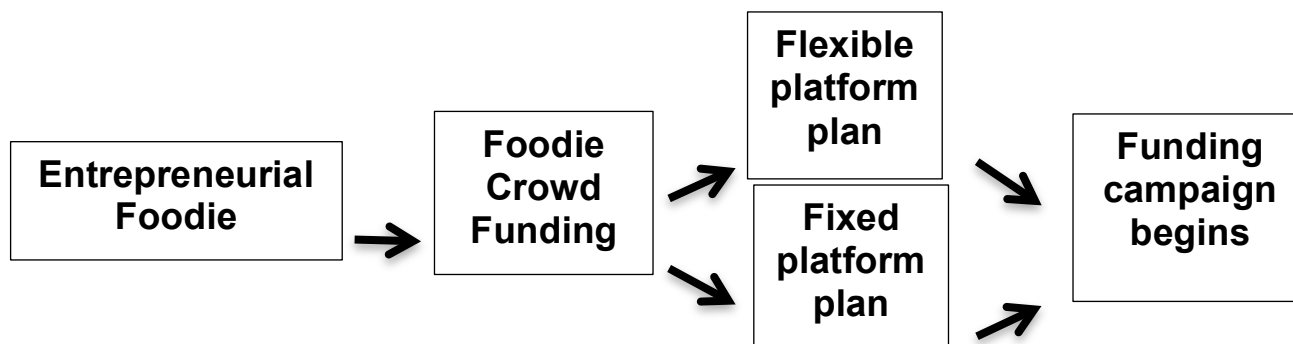 Entrepreneurial
Foodie
Foodie
Crowd
Funding
Flexible
platform
plan
Fixed
platform
plan
Funding
campaign
begins